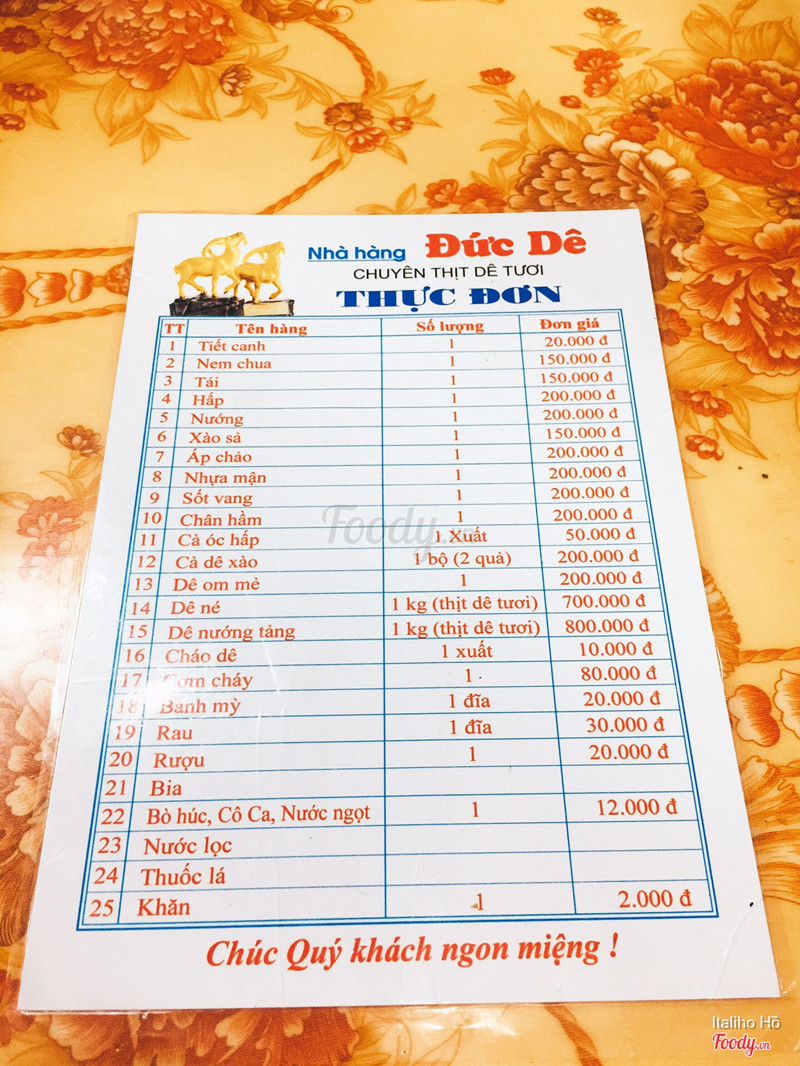 Nhà hàng Đức Dê
CHUYÊN THỊT DÊ TƯƠI
THỰC ĐƠN
TT Tên hàng Số lượng Đơn giá
1 Tiết canh 1 20.000 đ
2 Nem chua 1 150.000 đ
3 Tái 1 150.000 đ
4 Hấp 1 200.000 đ
5 Nướng 1 200.000 đ
6 Xào sả 1 150.000 đ
7 Áp chảo 1 200.000 đ
8 Nhựa mận 1 200.000 đ
9 Sốt vang 1 200.000 đ
10 Chân hầm 1 200.000 đ
11 Cà óc hấp 1 Xuất 50.000 đ
12 Cà dê xào 1 bộ (2 quả) 200.000 đ
13 Dê om mẻ 1 200.000 đ
14 Dê né 1 kg (thịt dê tươi) 700.000 đ
15 Dê nướng tảng 1 kg (thịt dê tươi) 800.000 đ
16 Cháo dê 1 xuất 10.000 đ
17 Cơm cháy 1 80.000 đ
18 Banh mỳ 1 đĩa 20.000 đ
19 Rau 1 đĩa 30.000 đ
20 Rượu 1 20.000 đ
21 Bia
22 Bò húc, Cô Ca, Nước ngọt 1 12.000 đ
23 Nước lọc
24 Thuốc lá
25 Khăn 1 2.000 đ
Chúc Quý khách ngon miệng !
Foody.vn
Italiho Hồ
Foody.vn